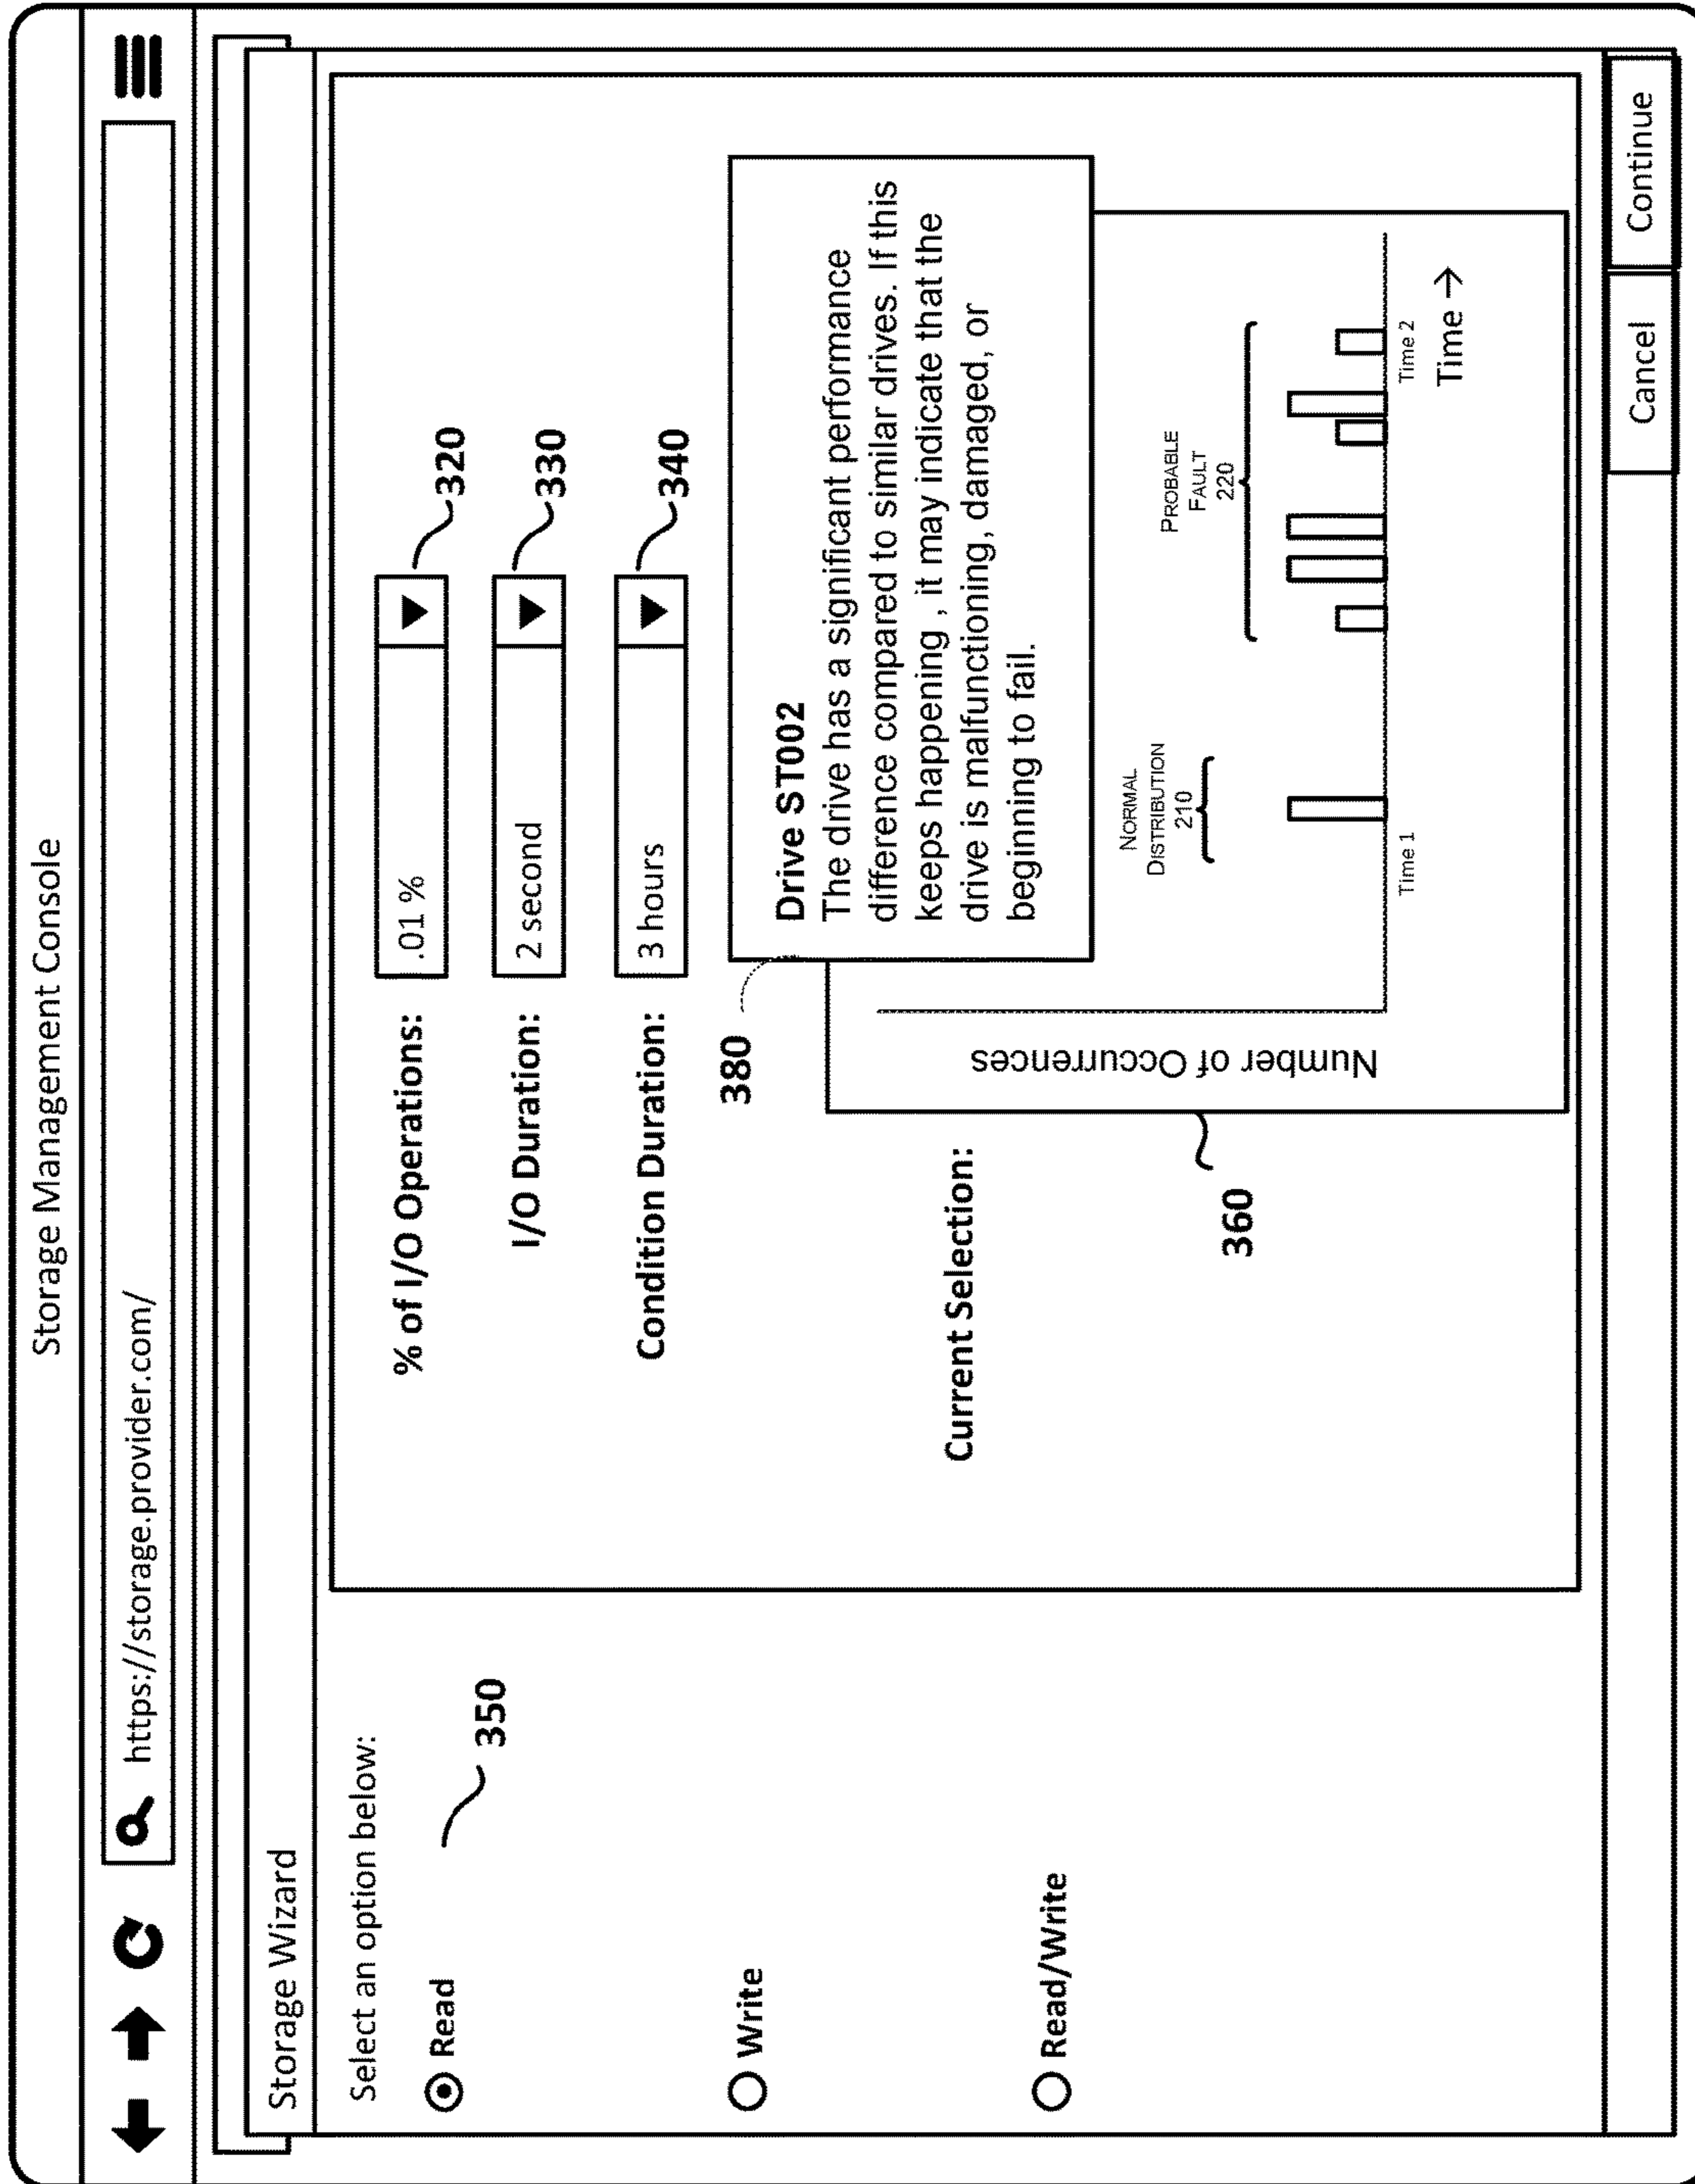 Storage Management Console
https://storage.provider.com/
Storage Wizard
Select an option below:
Read
350
Write
Read/Write
% of I/O Operations:
.01 %
320
I/O Duration:
2 second
330
Condition Duration:
3 hours
340
380
Drive ST002
The drive has a significant performance
difference compared to similar drives. If this
keeps happening , it may indicate that the
drive is malfunctioning, damaged, or
beginning to fail.
Current Selection:
360
Number of Occurrences
NORMAL
DISTRIBUTION
210
PROBABLE
FAULT
220
Time 1
Time 2
Time →
Cancel
Continue